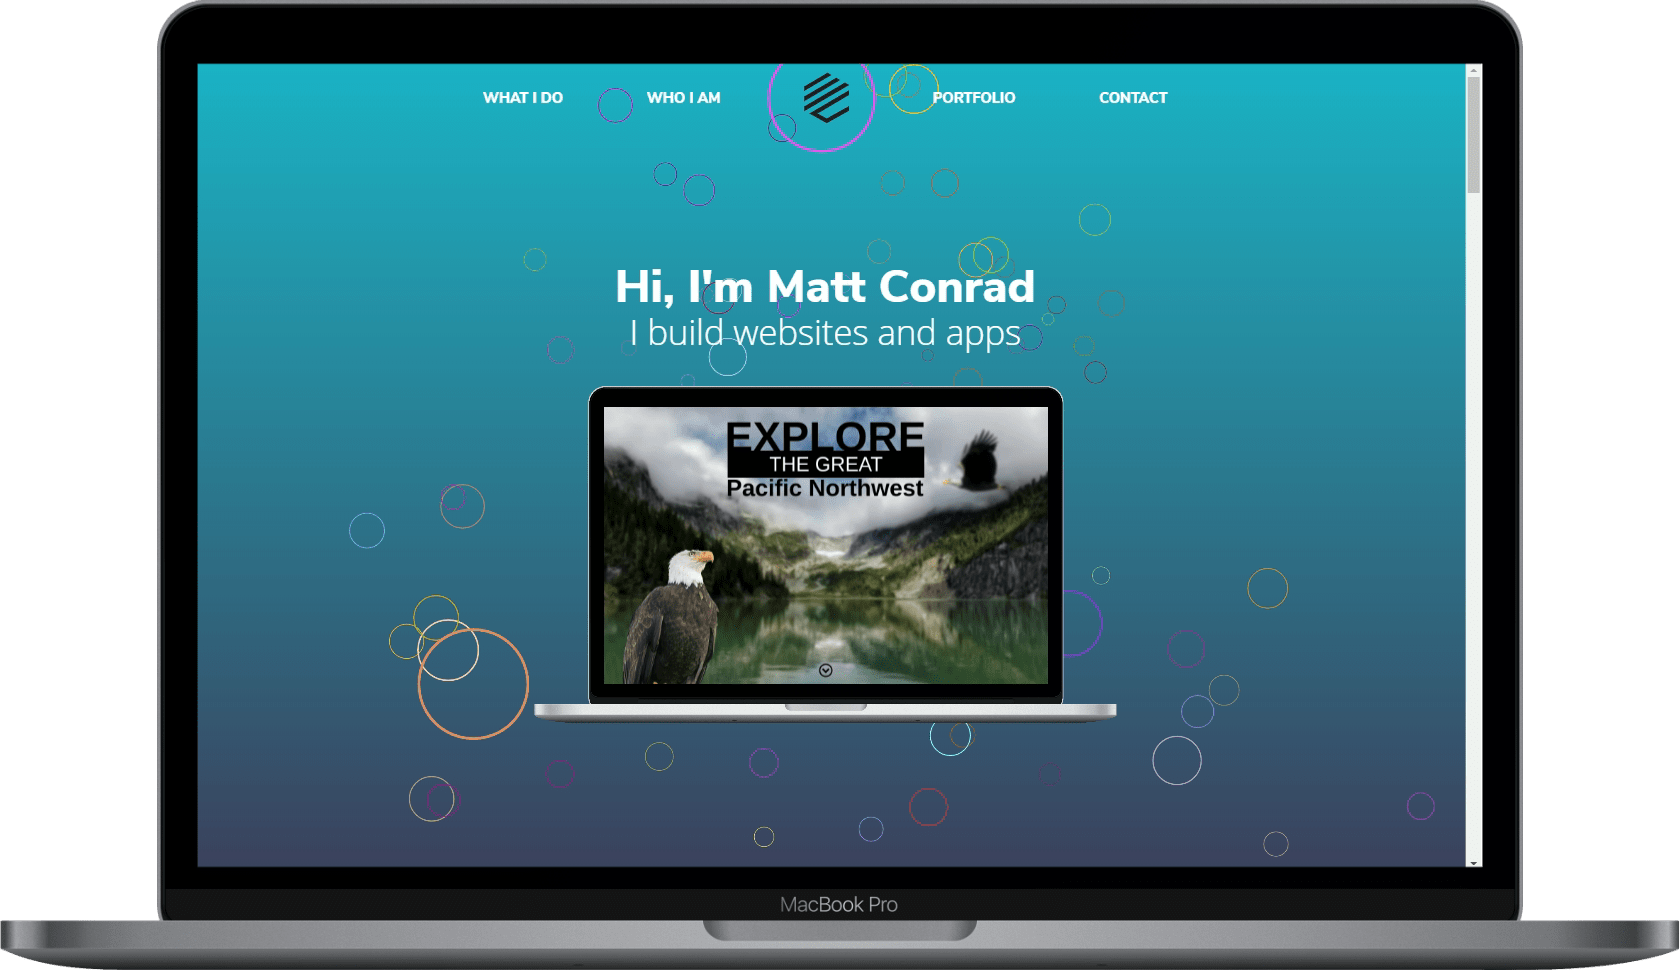 WHAT I DO
WHO I AM
PORTFOLIO
CONTACT
Hi, I'm Matt Conrad
I build websites and apps
EXPLORE
THE GREAT
Pacific Northwest
MacBook Pro